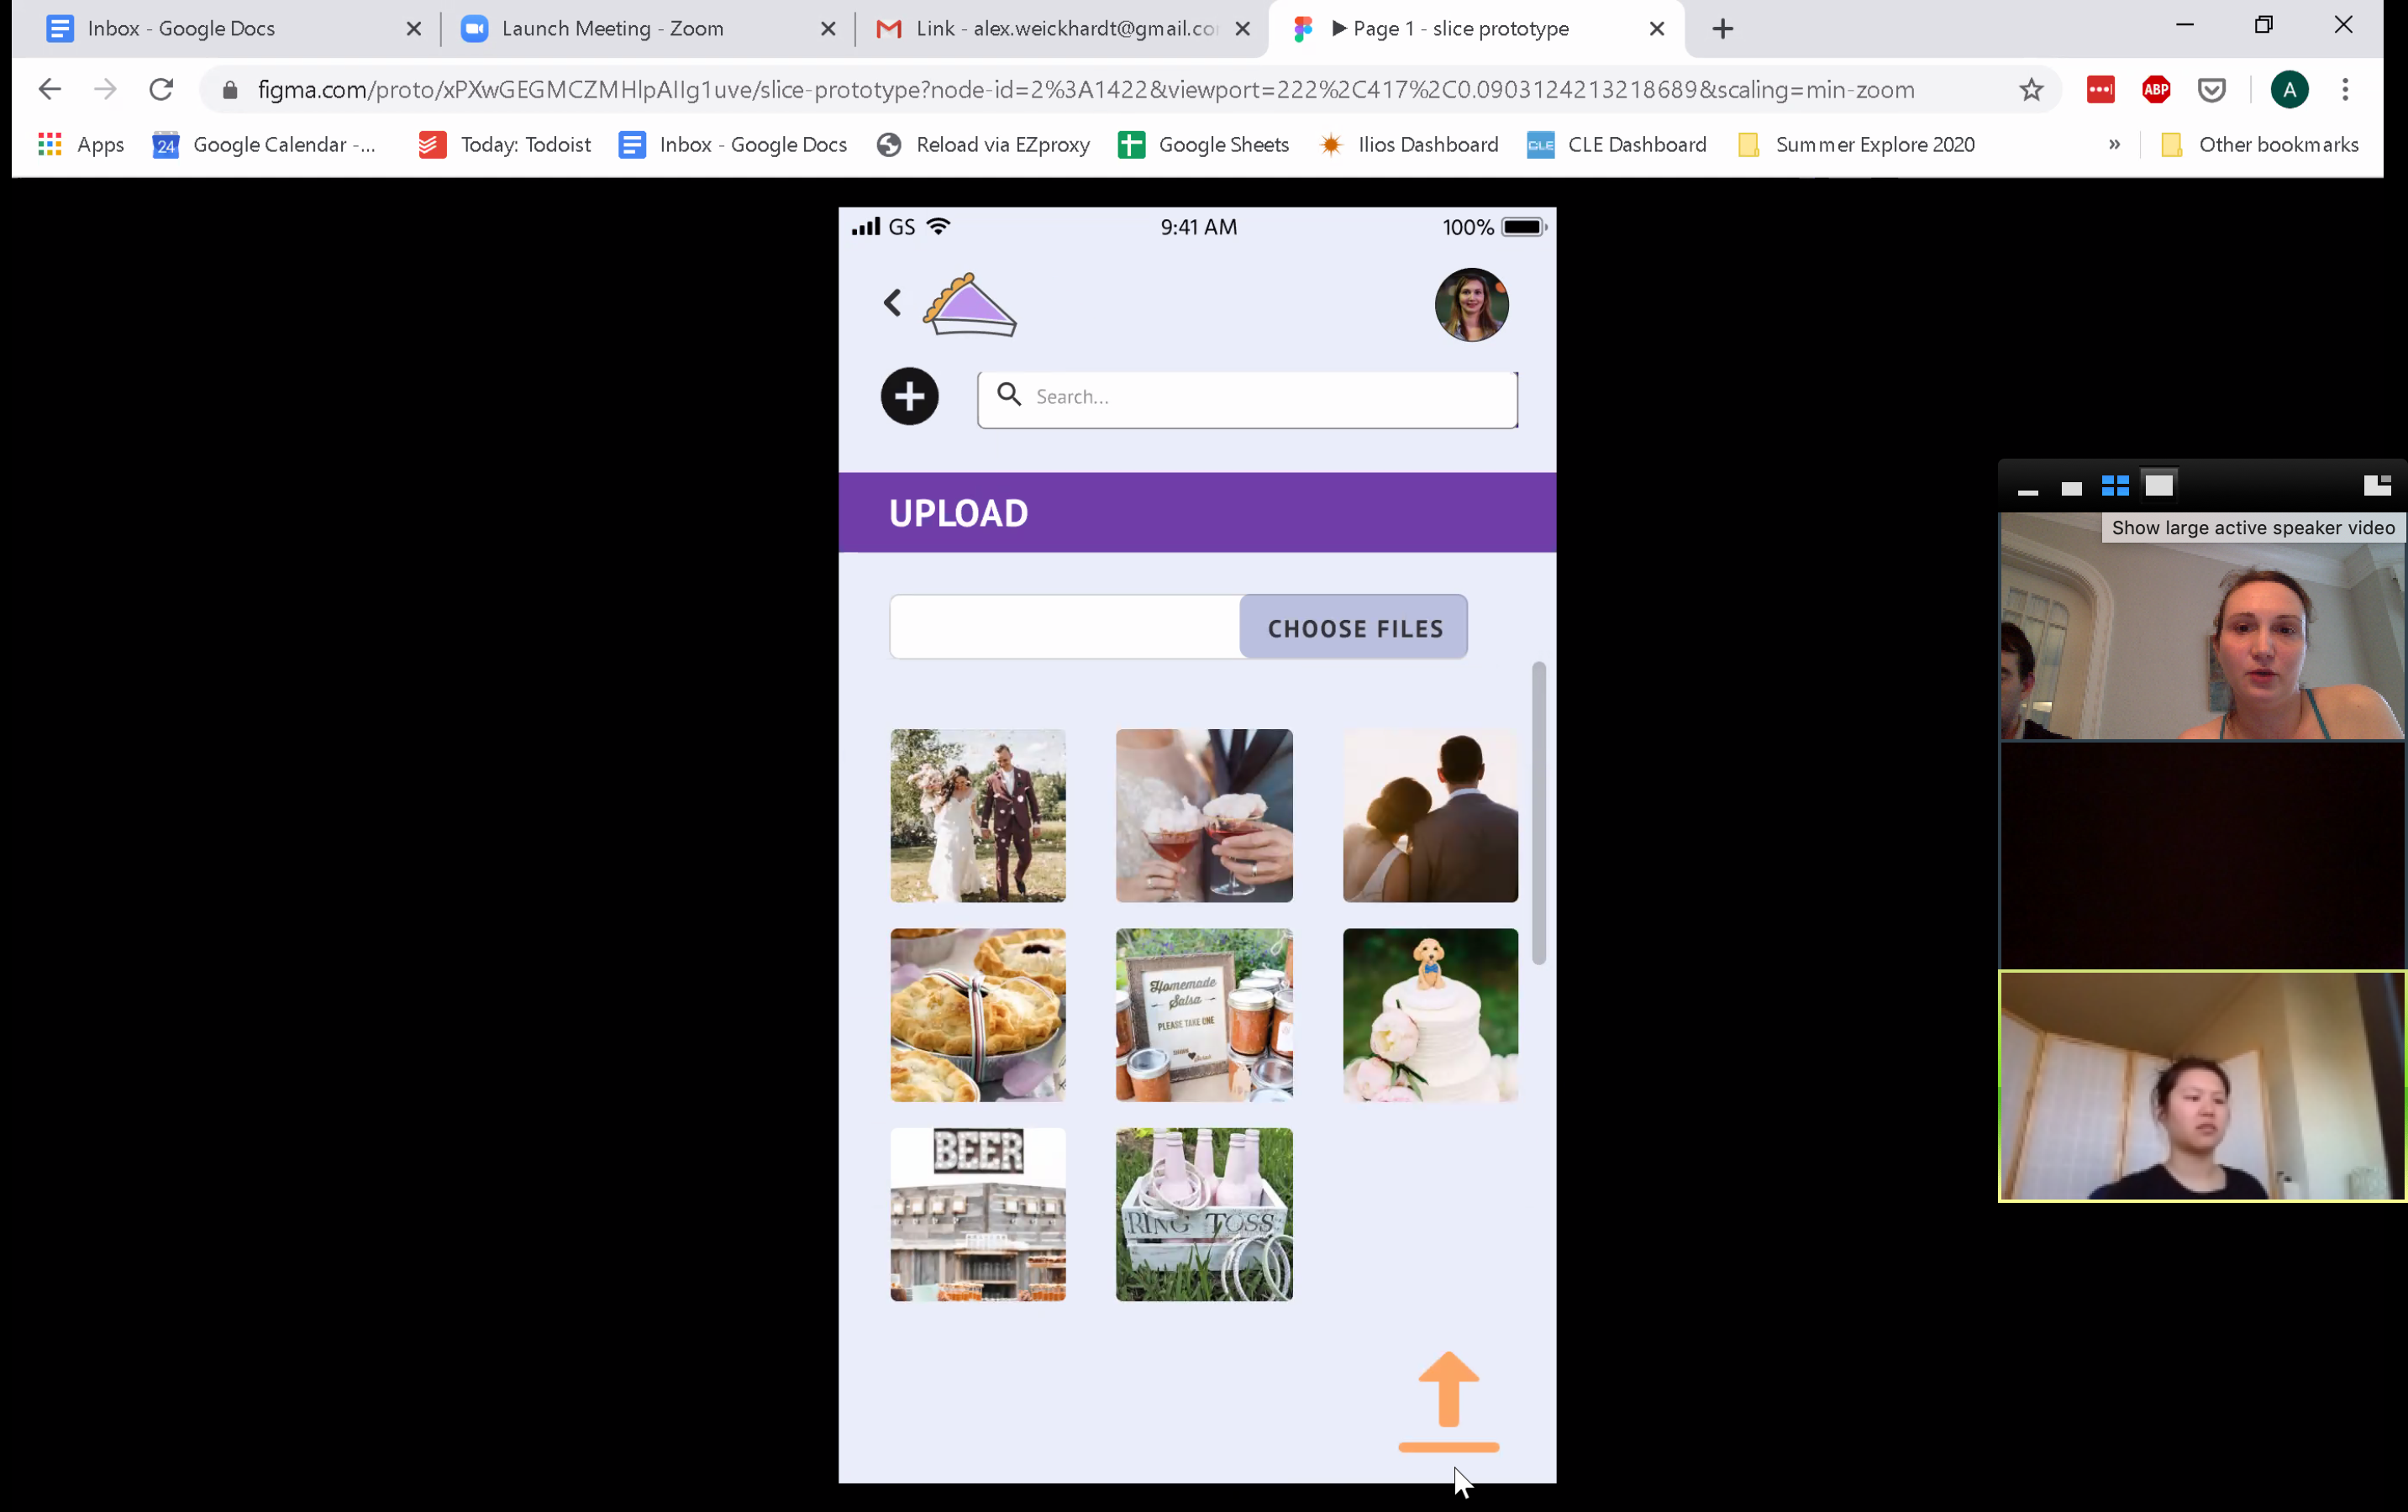 Inbox - Google Docs
Launch Meeting - Zoom
Link - alex.weickhardt@gmail.co
▶ Page 1 - slice prototype
figma.com/proto/xPXwGEGMCZMHlpAIIg1uve/slice-prototype?node-id=2%3A1422&viewport=222%2C417%2C0.0903124213218689&scaling=min-zoom
ABP
A
Apps
24
Google Calendar -...
Today: Todoist
Inbox - Google Docs
Reload via EZproxy
Google Sheets
Ilios Dashboard
CLE
CLE Dashboard
Summer Explore 2020
»
Other bookmarks
GS
9:41 AM
100%
Search...
UPLOAD
CHOOSE FILES
Homemade
Salsa
PLEASE TAKE ONE
BEER
RING TOSS
Show large active speaker video